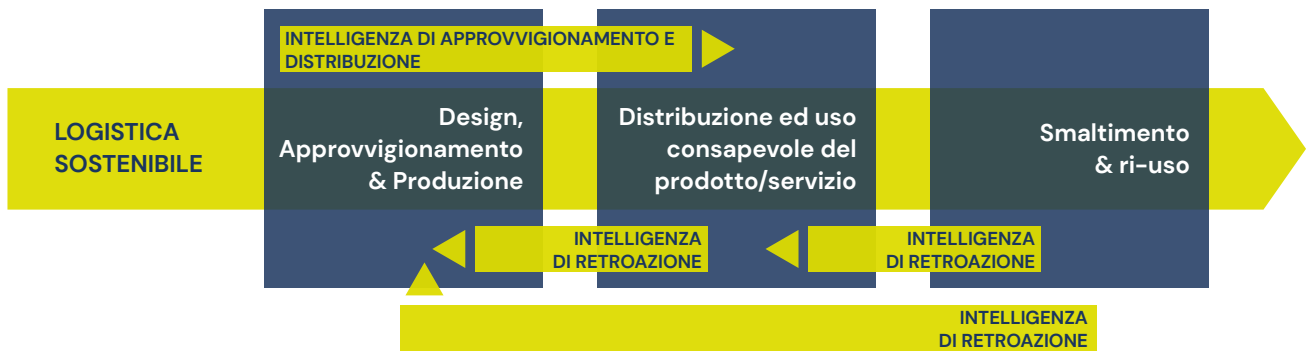 INTELLIGENZA DI APPROVVIGIONAMENTO E
DISTRIBUZIONE
LOGISTICA
SOSTENIBILE
Design,
Approvvigionamento
& Produzione
Distribuzione ed uso
consapevole del
prodotto/servizio
Smaltimento
& ri-uso
INTELLIGENZA
DI RETROAZIONE
INTELLIGENZA
DI RETROAZIONE
INTELLIGENZA
DI RETROAZIONE